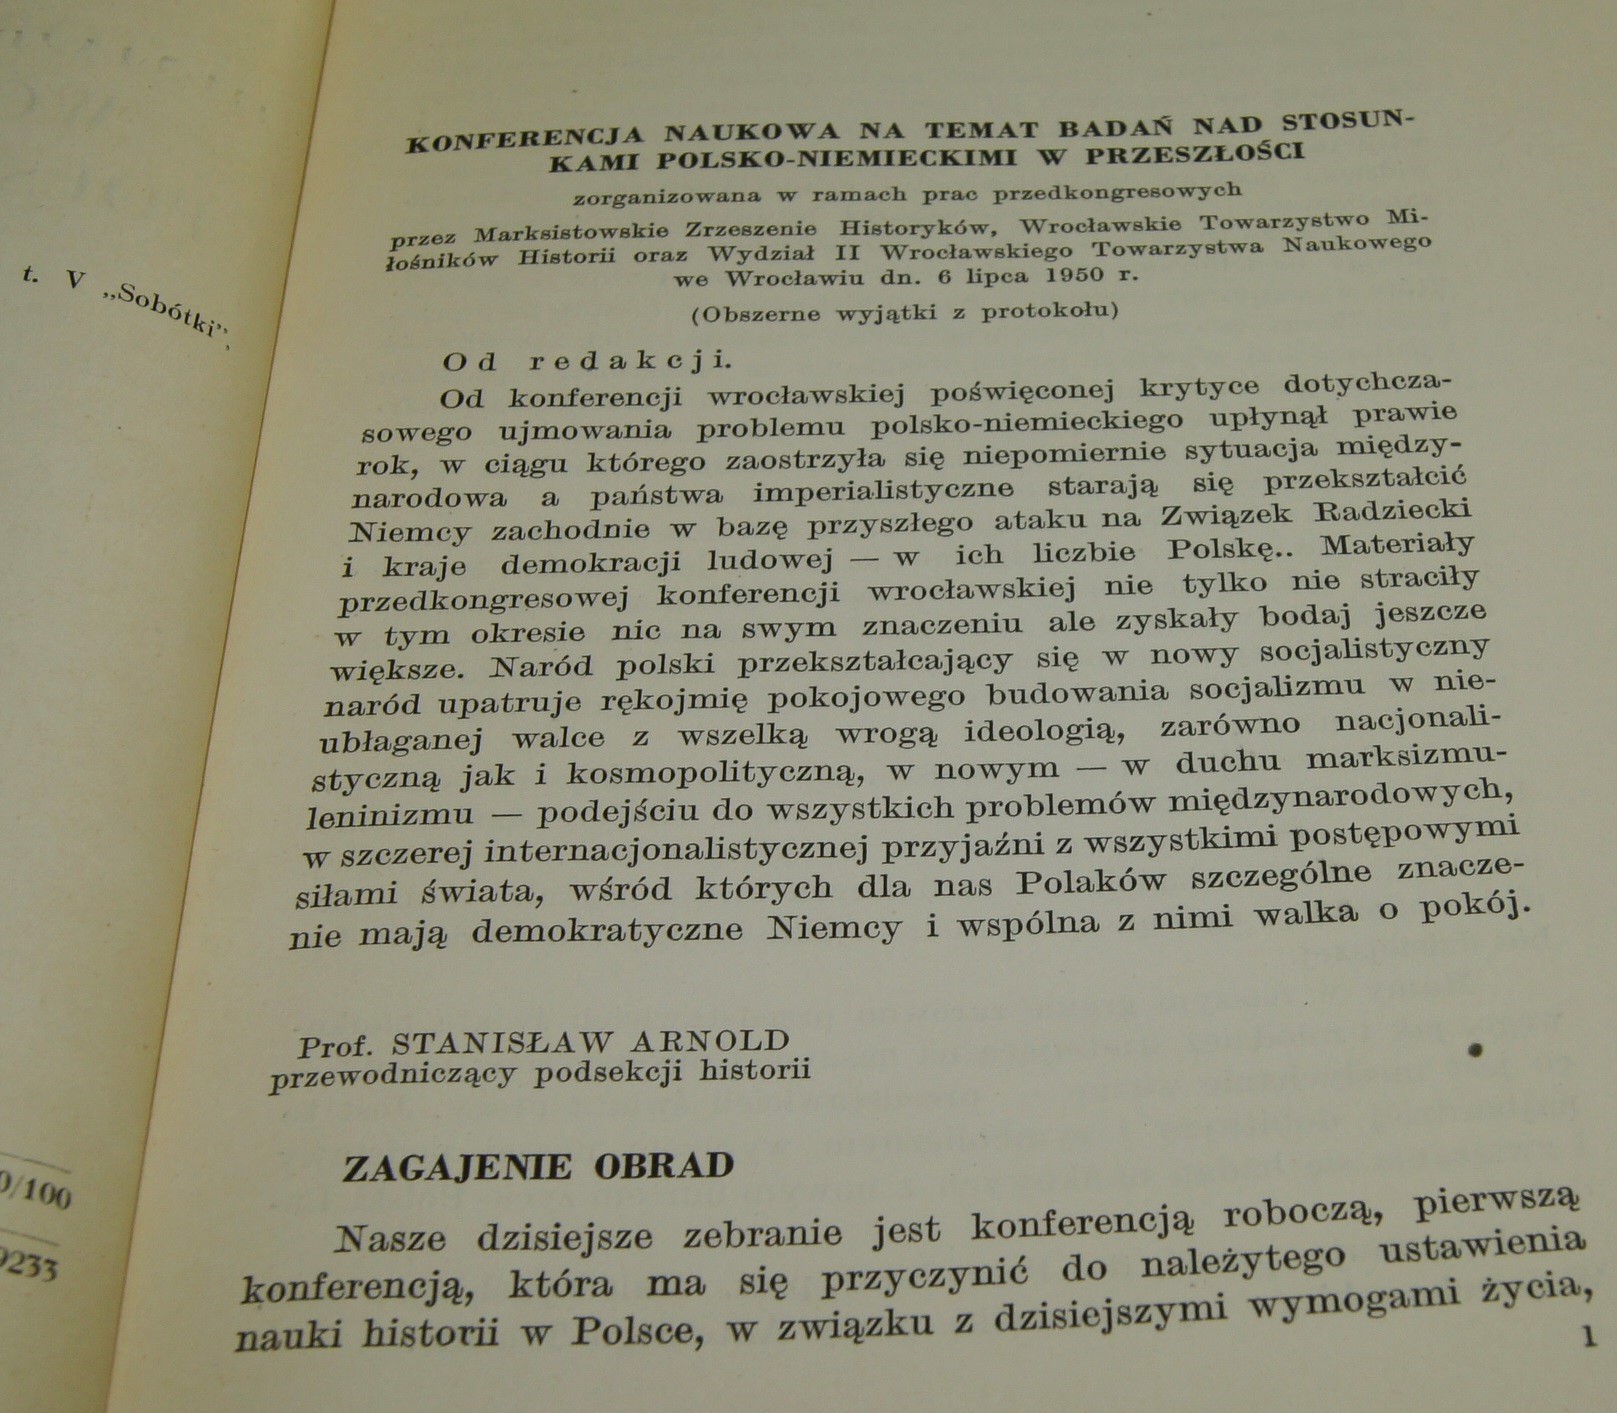 t. V „Sobótki”,
0/100
9233
KONFERENCJA NAUKOWA NA TEMAT BADAŃ NAD STOSUN-
KAMI POLSKO-NIEMIECKIMI W PRZESZŁOŚCI
zorganizowana w ramach prac przedkongresowych
przez Marksistowskie Zrzeszenie Historyków, Wrocławskie Towarzystwo Mi-
łośników Historii oraz Wydział II Wrocławskiego Towarzystwa Naukowego
we Wrocławiu dn. 6 lipca 1950 r.
(Obszerne wyjątki z protokołu)
Od redakcji.
Od konferencji wrocławskiej poświęconej krytyce dotychcza-
sowego ujmowania problemu polsko-niemieckiego upłynął prawie
rok, w ciągu którego zaostrzyła się niepomiernie sytuacja między-
narodowa a państwa imperialistyczne starają się przekształcić
Niemcy zachodnie w bazę przyszłego ataku na Związek Radziecki
i kraje demokracji ludowej — w ich liczbie Polskę.. Materiały
przedkongresowej konferencji wrocławskiej nie tylko nie straciły
w tym okresie nic na swym znaczeniu ale zyskały bodaj jeszcze
większe. Naród polski przekształcający się w nowy socjalistyczny
naród upatruje rękojmię pokojowego budowania socjalizmu w nie-
ubłaganej walce z wszelką wrogą ideologią, zarówno nacjonali-
styczną jak i kosmopolityczną, w nowym — w duchu marksizmu-
leninizmu — podejściu do wszystkich problemów międzynarodowych,
w szczerej internacjonalistycznej przyjaźni z wszystkimi postępowymi
siłami świata, wśród których dla nas Polaków szczególne znacze-
nie mają demokratyczne Niemcy i wspólna z nimi walka o pokój.
Prof. STANISŁAW ARNOLD
przewodniczący podsekcji historii
ZAGAJENIE OBRAD
Nasze dzisiejsze zebranie jest konferencją roboczą, pierwszą
konferencją, która ma się przyczynić do należytego ustawienia
nauki historii w Polsce, w związku z dzisiejszymi wymogami życia,
1